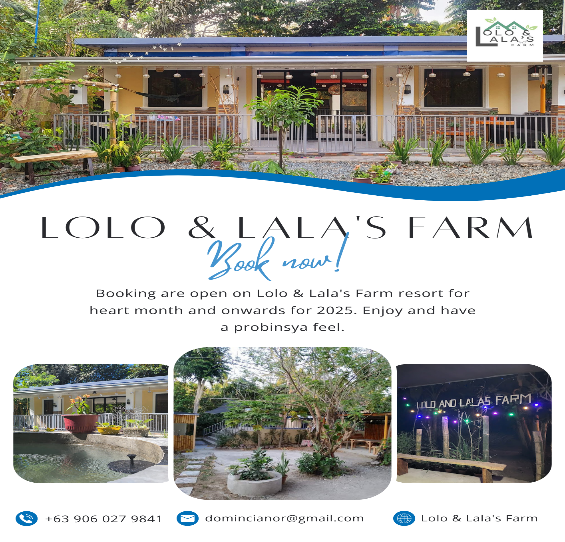 LOLO &
LALA'S
FARM
LOLO & LALA'S FARM
Book now!
Booking are open on Lolo & Lala's Farm resort for
heart month and onwards for 2025. Enjoy and have
a probinsya feel.
LOLO AND LALAS FARM
+63 906 027 9841
domincianor@gmail.com
Lolo & Lala's Farm